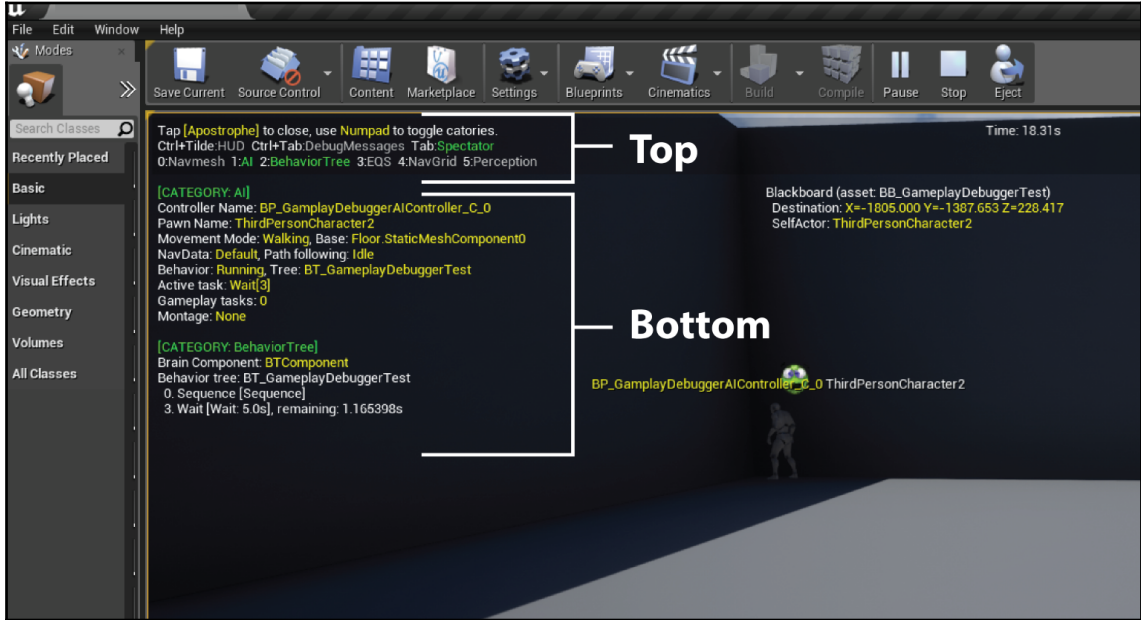 File Edit Window Help
Modes
Save Current Source Control Content Marketplace Settings Blueprints Cinematics Build Compile Pause Stop Eject
Search Classes
Recently Placed
Basic
Lights
Cinematic
Visual Effects
Geometry
Volumes
All Classes
Tap [Apostrophe] to close, use Numpad to toggle catories.
Ctrl+Tilde:HUD Ctrl+Tab:DebugMessages Tab:Spectator
0:Navmesh 1:AI 2:BehaviorTree 3:EQS 4:NavGrid 5:Perception
Top
Time: 18.31s
[CATEGORY: AI]
Controller Name: BP_GamplayDebuggerAIController_C_0
Pawn Name: ThirdPersonCharacter2
Movement Mode: Walking, Base: Floor.StaticMeshComponent0
NavData: Default, Path following: Idle
Behavior: Running, Tree: BT_GameplayDebuggerTest
Active task: Wait[3]
Gameplay tasks: 0
Montage: None
Blackboard (asset: BB_GameplayDebuggerTest)
Destination: X=-1805.000 Y=-1387.653 Z=228.417
SelfActor: ThirdPersonCharacter2
Bottom
[CATEGORY: BehaviorTree]
Brain Component: BTComponent
Behavior tree: BT_GameplayDebuggerTest
0. Sequence [Sequence]
3. Wait [Wait: 5.0s], remaining: 1.165398s
BP_GamplayDebuggerAIController_C_0 ThirdPersonCharacter2